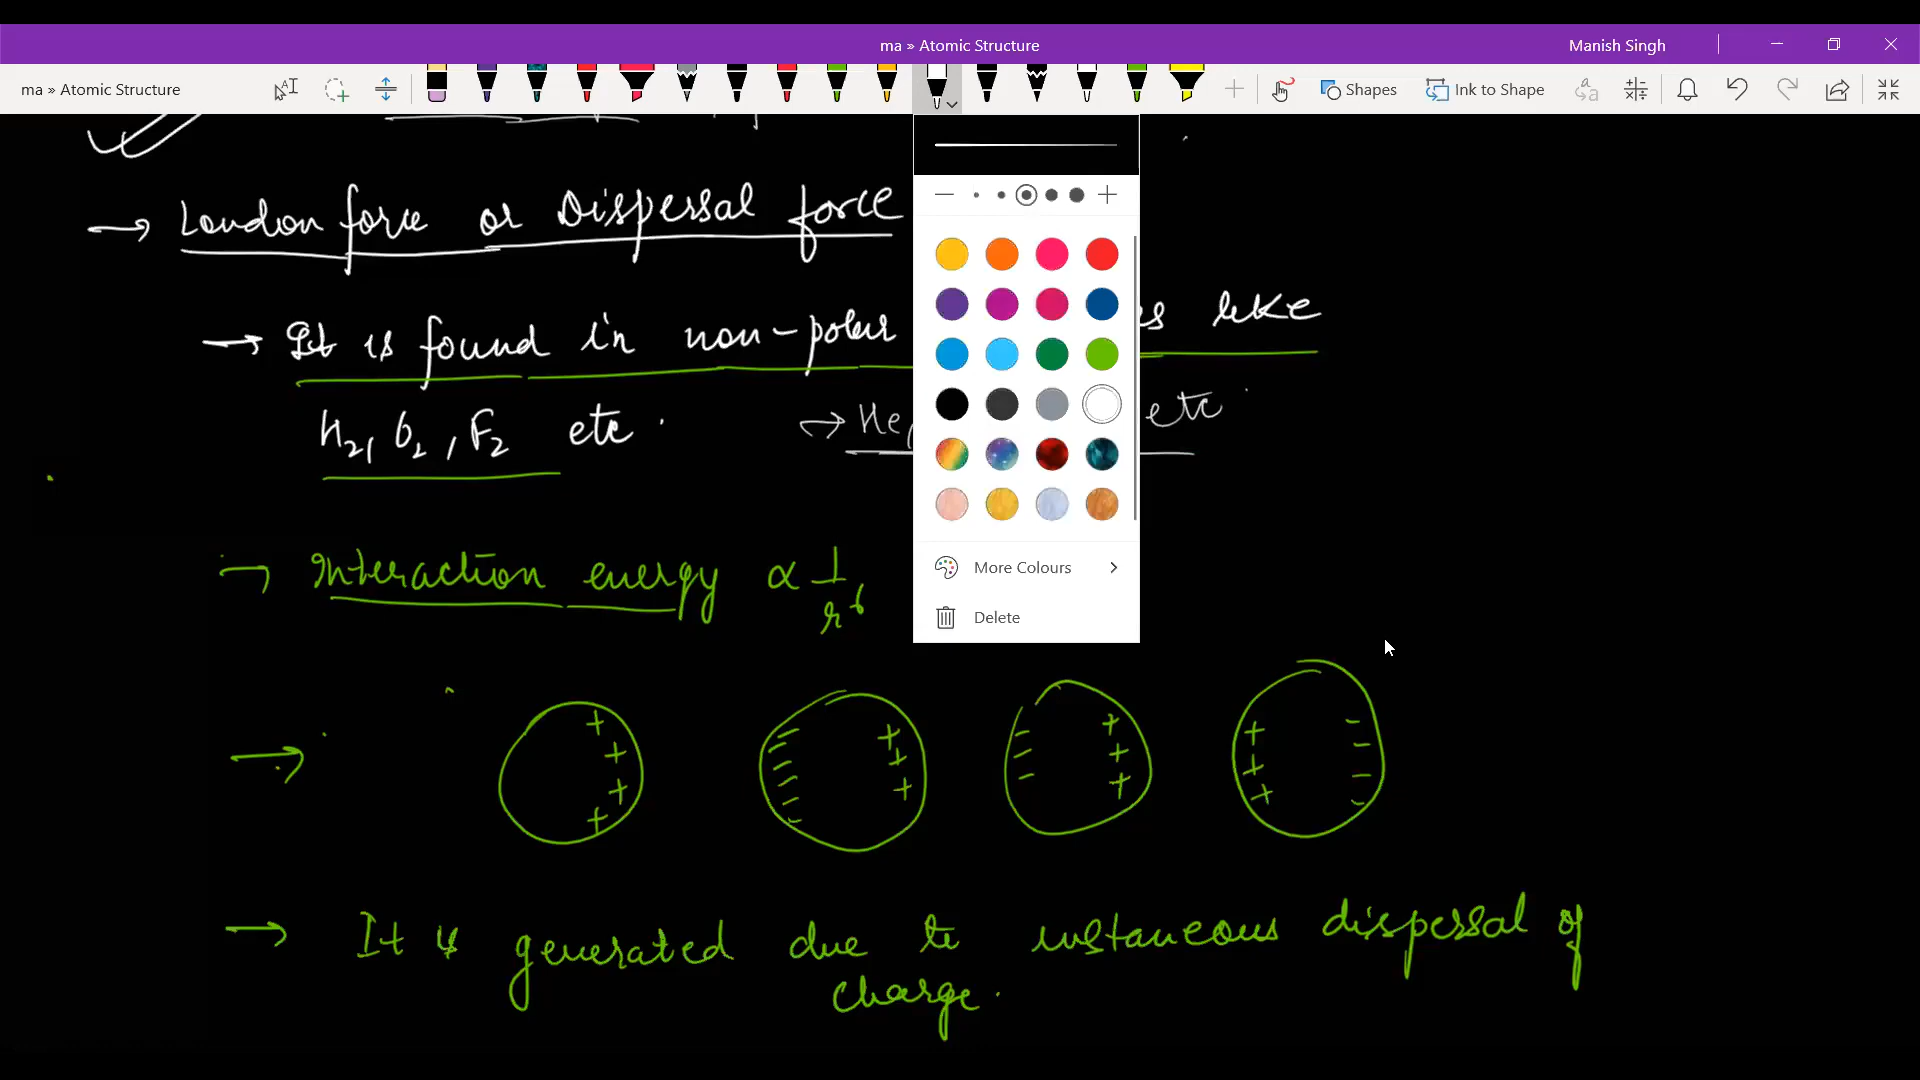 ma » Atomic Structure
Manish Singh
ma » Atomic Structure
Shapes
Ink to Shape
→ London force or Dispersal force
→ It is found in non-polar es like
H2, O2, F2 etc. → He, etc
More Colours
Delete
→ Interaction energy ∝ 1/r^6
+ + + + − − − − − − + + + − − − + + + + + + − − − −
→ It is generated due to instaneous dispersal of
charge.